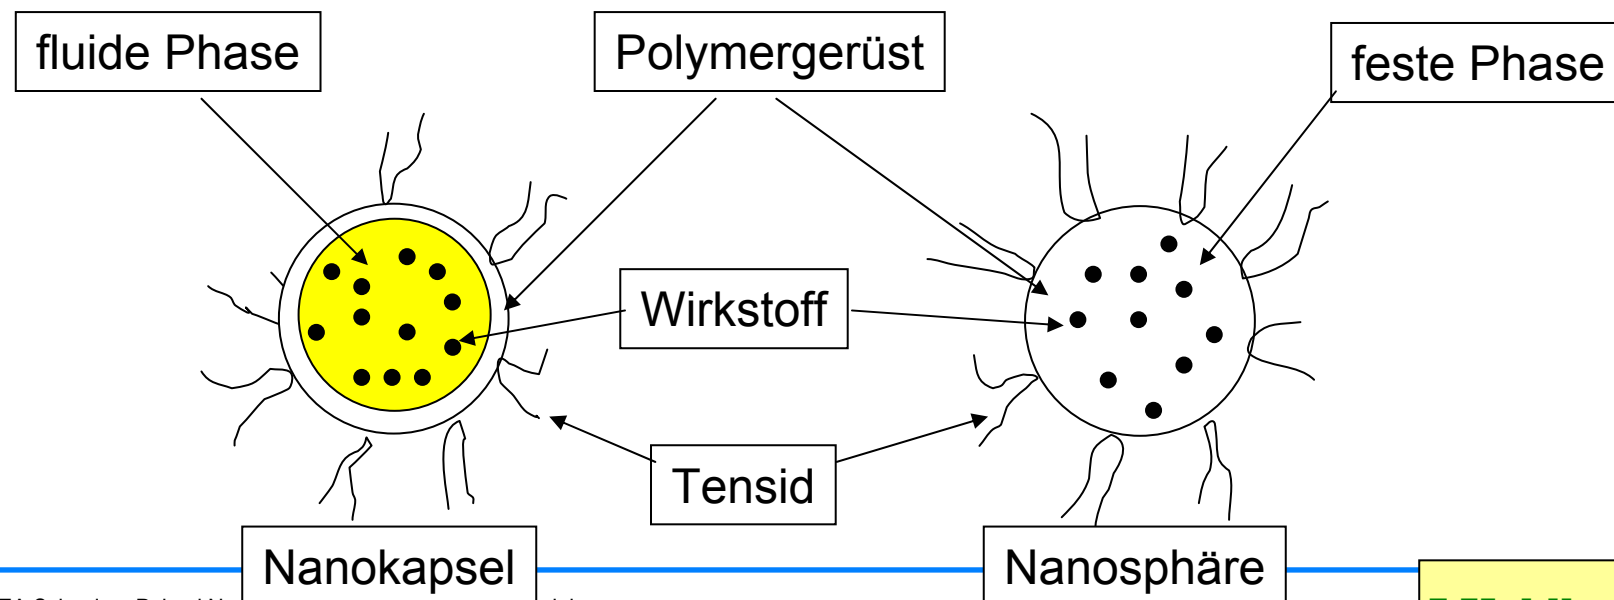 fluide Phase
Polymergerüst
feste Phase
Wirkstoff
Tensid
Nanokapsel
Nanosphäre